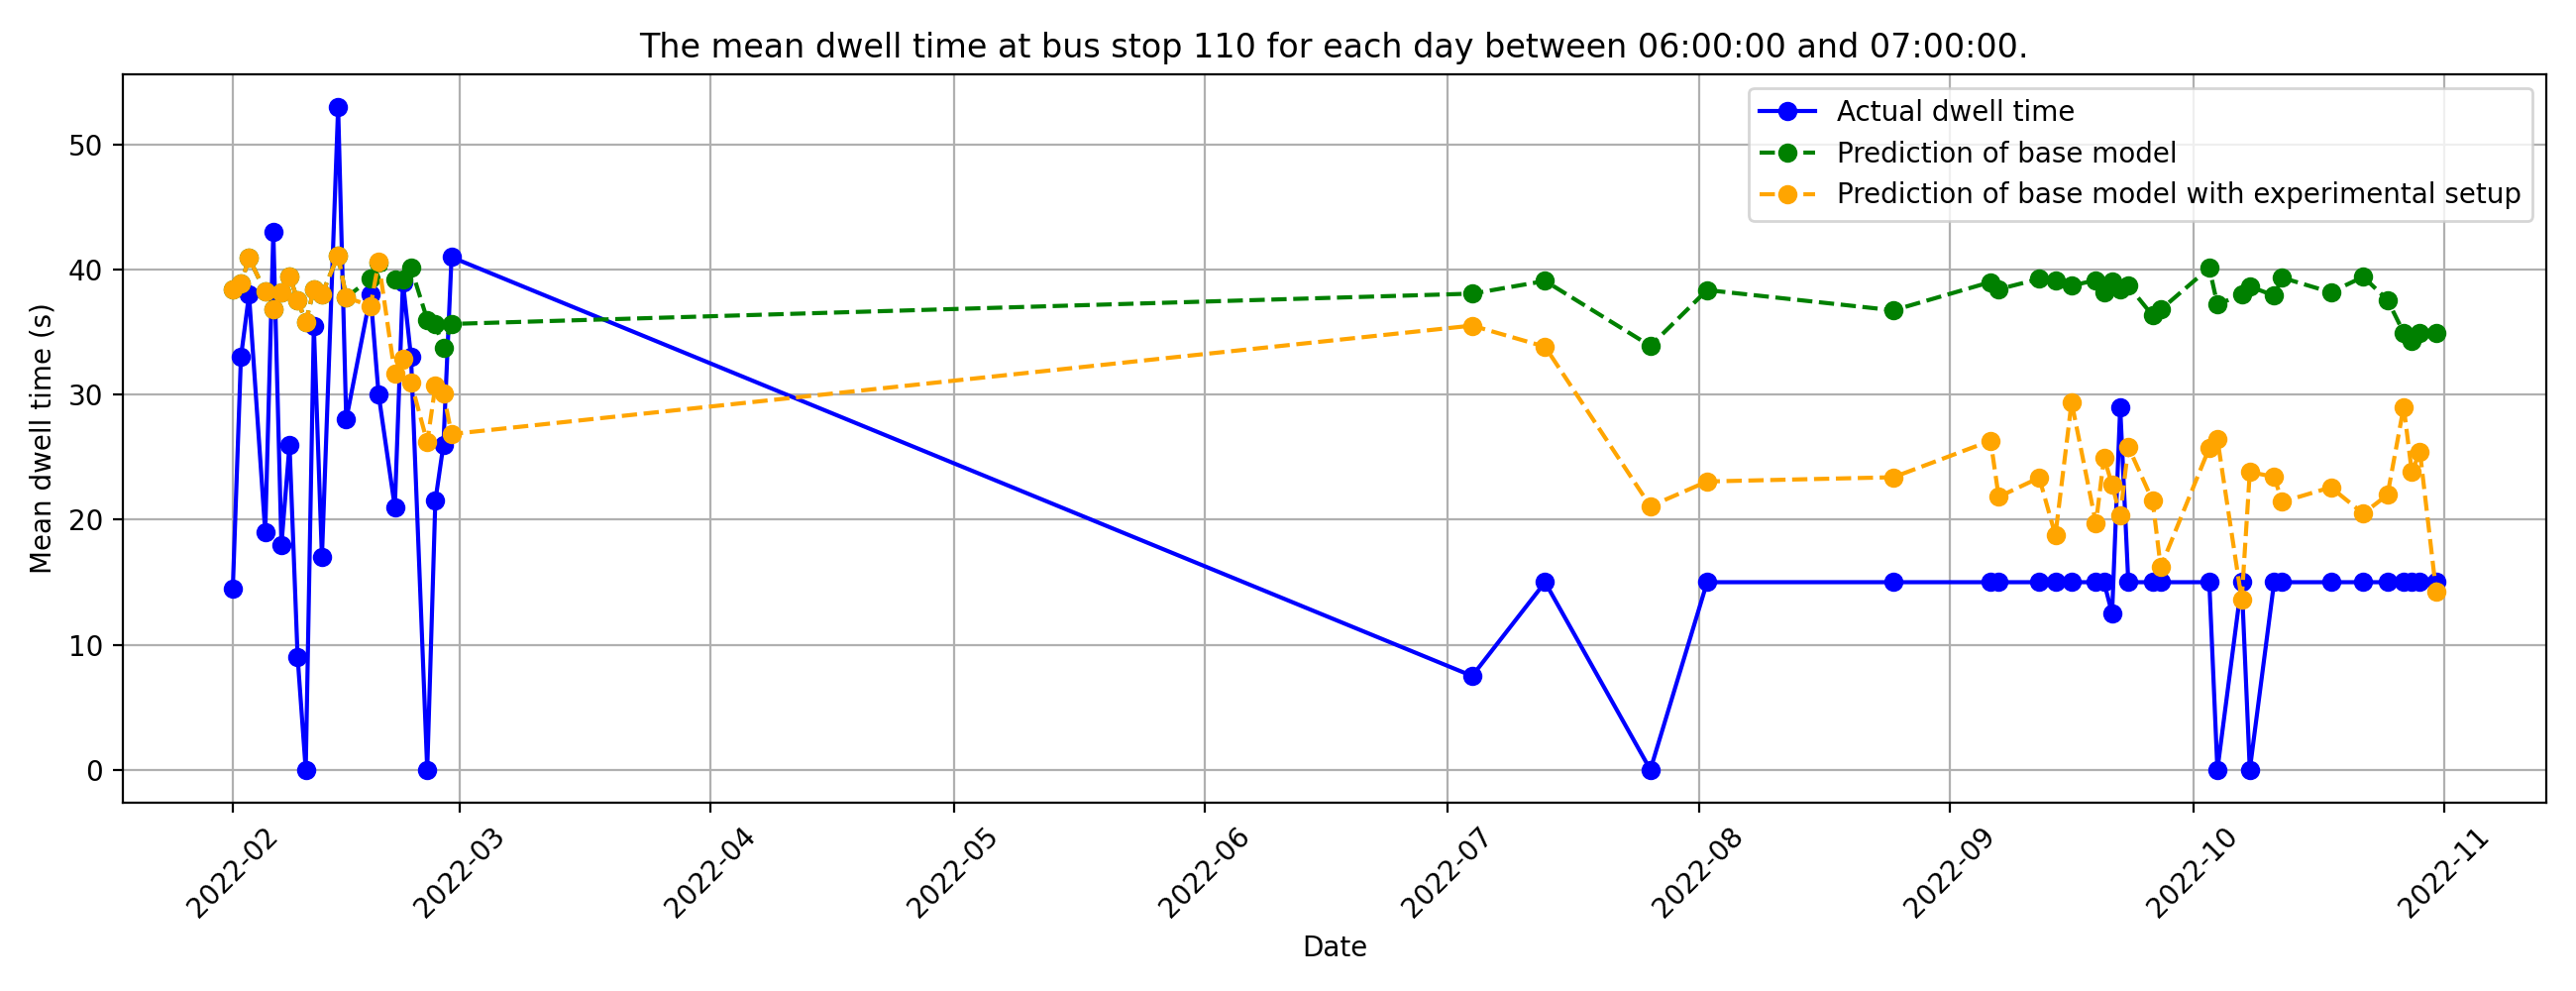 The mean dwell time at bus stop 110 for each day between 06:00:00 and 07:00:00.
Actual dwell time
Prediction of base model
Prediction of base model with experimental setup
Mean dwell time (s)
50
40
30
20
10
0
2022-02
2022-03
2022-04
2022-05
2022-06
2022-07
2022-08
2022-09
2022-10
2022-11
Date